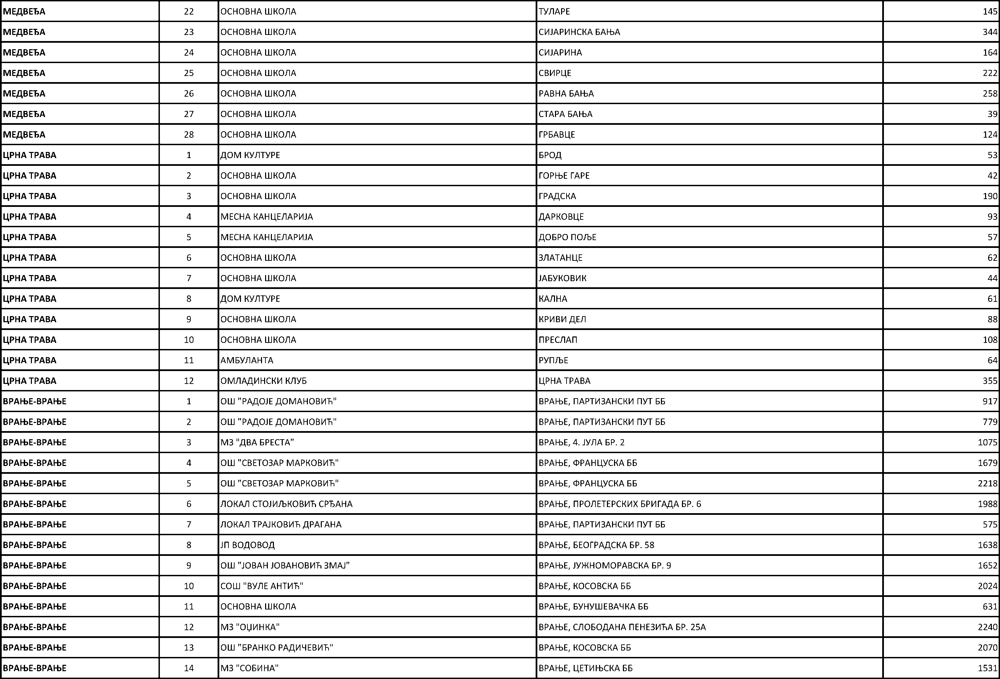 МЕДВЕЂА 22 ОСНОВНА ШКОЛА ТУЛАРЕ 145
МЕДВЕЂА 23 ОСНОВНА ШКОЛА СИЈАРИНСКА БАЊА 344
МЕДВЕЂА 24 ОСНОВНА ШКОЛА СИЈАРИНА 164
МЕДВЕЂА 25 ОСНОВНА ШКОЛА СВИРЦЕ 222
МЕДВЕЂА 26 ОСНОВНА ШКОЛА РАВНА БАЊА 258
МЕДВЕЂА 27 ОСНОВНА ШКОЛА СТАРА БАЊА 39
МЕДВЕЂА 28 ОСНОВНА ШКОЛА ГРБАВЦЕ 124
ЦРНА ТРАВА 1 ДОМ КУЛТУРЕ БРОД 53
ЦРНА ТРАВА 2 ОСНОВНА ШКОЛА ГОРЊЕ ГАРЕ 42
ЦРНА ТРАВА 3 ОСНОВНА ШКОЛА ГРАДСКА 190
ЦРНА ТРАВА 4 МЕСНА КАНЦЕЛАРИЈА ДАРКОВЦЕ 93
ЦРНА ТРАВА 5 МЕСНА КАНЦЕЛАРИЈА ДОБРО ПОЉЕ 57
ЦРНА ТРАВА 6 ОСНОВНА ШКОЛА ЗЛАТАНЦЕ 62
ЦРНА ТРАВА 7 ОСНОВНА ШКОЛА ЈАБУКОВИК 44
ЦРНА ТРАВА 8 ДОМ КУЛТУРЕ КАЛНА 61
ЦРНА ТРАВА 9 ОСНОВНА ШКОЛА КРИВИ ДЕЛ 88
ЦРНА ТРАВА 10 ОСНОВНА ШКОЛА ПРЕСЛАП 108
ЦРНА ТРАВА 11 АМБУЛАНТА РУПЉЕ 64
ЦРНА ТРАВА 12 ОМЛАДИНСКИ КЛУБ ЦРНА ТРАВА 355
ВРАЊЕ-ВРАЊЕ 1 ОШ "РАДОЈЕ ДОМАНОВИЋ" ВРАЊЕ, ПАРТИЗАНСКИ ПУТ ББ 917
ВРАЊЕ-ВРАЊЕ 2 ОШ "РАДОЈЕ ДОМАНОВИЋ" ВРАЊЕ, ПАРТИЗАНСКИ ПУТ ББ 779
ВРАЊЕ-ВРАЊЕ 3 МЗ "ДВА БРЕСТА" ВРАЊЕ, 4. ЈУЛА БР. 2 1075
ВРАЊЕ-ВРАЊЕ 4 ОШ "СВЕТОЗАР МАРКОВИЋ" ВРАЊЕ, ФРАНЦУСКА ББ 1679
ВРАЊЕ-ВРАЊЕ 5 ОШ "СВЕТОЗАР МАРКОВИЋ" ВРАЊЕ, ФРАНЦУСКА ББ 2218
ВРАЊЕ-ВРАЊЕ 6 ЛОКАЛ СТОЈИЉКОВИЋ СРЂАНА ВРАЊЕ, ПРОЛЕТЕРСКИХ БРИГАДА БР. 6 1988
ВРАЊЕ-ВРАЊЕ 7 ЛОКАЛ ТРАЈКОВИЋ ДРАГАНА ВРАЊЕ, ПАРТИЗАНСКИ ПУТ ББ 575
ВРАЊЕ-ВРАЊЕ 8 ЈП ВОДОВОД ВРАЊЕ, БЕОГРАДСКА БР. 58 1638
ВРАЊЕ-ВРАЊЕ 9 ОШ "ЈОВАН ЈОВАНОВИЋ ЗМАЈ" ВРАЊЕ, ЈУЖНОМОРАВСКА БР. 9 1652
ВРАЊЕ-ВРАЊЕ 10 СОШ "ВУЛЕ АНТИЋ" ВРАЊЕ, КОСОВСКА ББ 2024
ВРАЊЕ-ВРАЊЕ 11 ОСНОВНА ШКОЛА ВРАЊЕ, БУНУШЕВАЧКА ББ 631
ВРАЊЕ-ВРАЊЕ 12 МЗ "ОЏИНКА" ВРАЊЕ, СЛОБОДАНА ПЕНЕЗИЋА БР. 25А 2240
ВРАЊЕ-ВРАЊЕ 13 ОШ "БРАНКО РАДИЧЕВИЋ" ВРАЊЕ, КОСОВСКА ББ 2070
ВРАЊЕ-ВРАЊЕ 14 МЗ "СОБИНА" ВРАЊЕ, ЦЕТИЊСКА ББ 1531